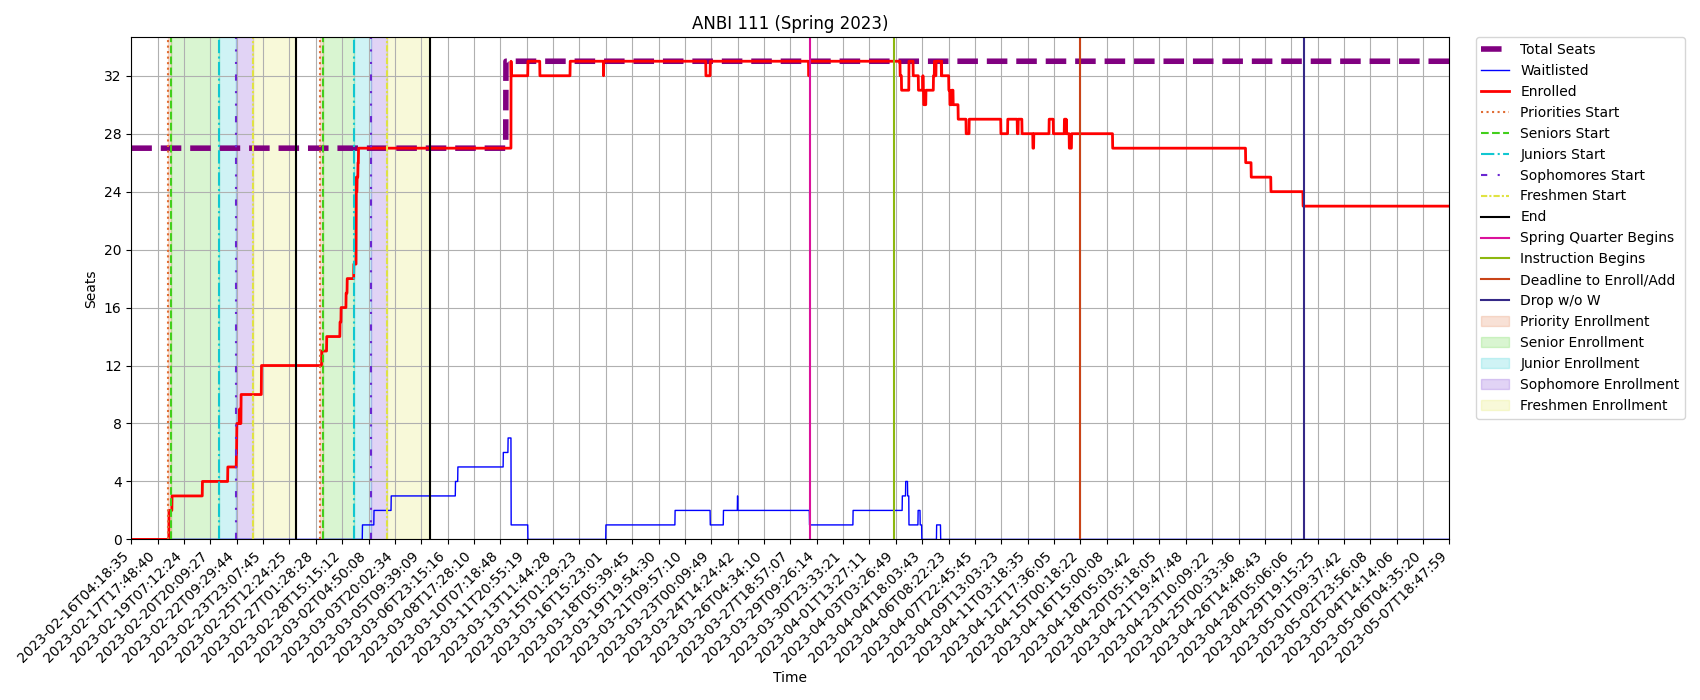 ANBI 111 (Spring 2023)
Seats
32
28
24
20
16
12
8
4
0
2023-02-16T04:18:35
2023-02-17T17:48:40
2023-02-19T07:12:24
2023-02-20T20:09:27
2023-02-22T09:29:44
2023-02-23T23:07:45
2023-02-25T12:24:25
2023-02-27T01:28:28
2023-02-28T15:15:12
2023-03-02T04:50:08
2023-03-03T20:02:34
2023-03-05T09:39:09
2023-03-06T23:15:16
2023-03-08T10:17:28:10
2023-03-10T07:18:48
2023-03-11T20:55:19
2023-03-13T11:44:28
2023-03-15T01:29:23
2023-03-16T15:23:01
2023-03-18T05:39:45
2023-03-19T19:54:30
2023-03-21T09:57:10
2023-03-23T00:09:49
2023-03-24T14:24:42
2023-03-26T04:34:10
2023-03-27T18:57:07
2023-03-29T09:26:14
2023-03-30T23:33:21
2023-04-01T13:27:11
2023-04-03T03:26:49
2023-04-04T18:03:43
2023-04-06T08:22:23
2023-04-07T22:45:45
2023-04-09T13:03:23
2023-04-11T03:18:35
2023-04-12T17:36:05
2023-04-15T00:18:22
2023-04-16T15:00:08
2023-04-18T05:03:42
2023-04-20T05:18:05
2023-04-21T19:47:48
2023-04-23T10:09:22
2023-04-25T00:33:36
2023-04-26T14:48:43
2023-04-28T05:06:06
2023-04-29T19:15:25
2023-05-01T09:37:42
2023-05-02T23:56:08
2023-05-04T14:14:06
2023-05-06T04:35:20
2023-05-07T18:47:59
Time
Total Seats
Waitlisted
Enrolled
Priorities Start
Seniors Start
Juniors Start
Sophomores Start
Freshmen Start
End
Spring Quarter Begins
Instruction Begins
Deadline to Enroll/Add
Drop w/o W
Priority Enrollment
Senior Enrollment
Junior Enrollment
Sophomore Enrollment
Freshmen Enrollment